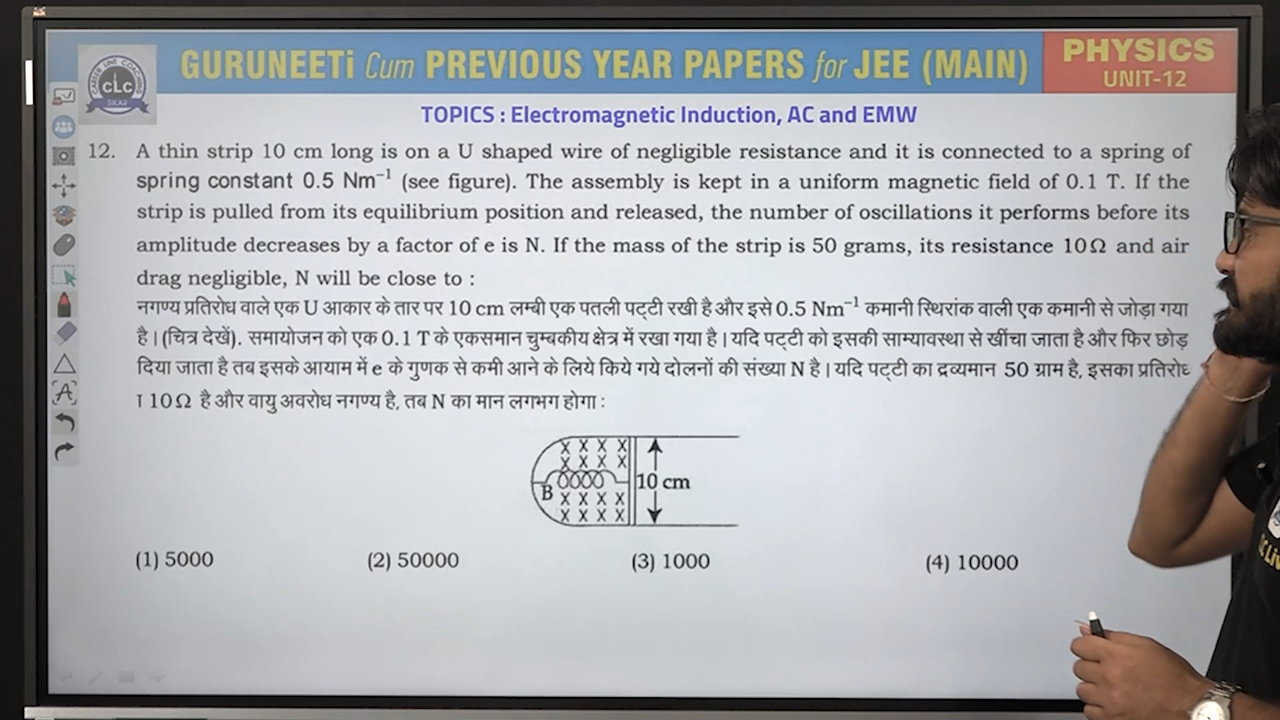 GURUNEETi Cum PREVIOUS YEAR PAPERS for JEE (MAIN)
PHYSICS
UNIT-12
CLC
SIKAR
TOPICS : Electromagnetic Induction, AC and EMW
12. A thin strip 10 cm long is on a U shaped wire of negligible resistance and it is connected to a spring of
spring constant 0.5 Nm⁻¹ (see figure). The assembly is kept in a uniform magnetic field of 0.1 T. If the
strip is pulled from its equilibrium position and released, the number of oscillations it performs before its
amplitude decreases by a factor of e is N. If the mass of the strip is 50 grams, its resistance 10Ω and air
drag negligible, N will be close to :
नगण्य प्रतिरोध वाले एक U आकार के तार पर 10 cm लम्बी एक पतली पट्टी रखी है और इसे 0.5 Nm⁻¹ कमानी स्थिरांक वाली एक कमानी से जोड़ा गया
है। (चित्र देखें). समायोजन को एक 0.1 T के एकसमान चुम्बकीय क्षेत्र में रखा गया है। यदि पट्टी को इसकी साम्यावस्था से खींचा जाता है और फिर छोड़
दिया जाता है तब इसके आयाम में e के गुणक से कमी आने के लिये किये गये दोलनों की संख्या N है। यदि पट्टी का द्रव्यमान 50 ग्राम है, इसका प्रतिरोध
10Ω है और वायु अवरोध नगण्य है, तब N का मान लगभग होगा :
X X X X
X X X X
B
10 cm
X X X X
X X X X
(1) 5000 (2) 50000 (3) 1000 (4) 10000